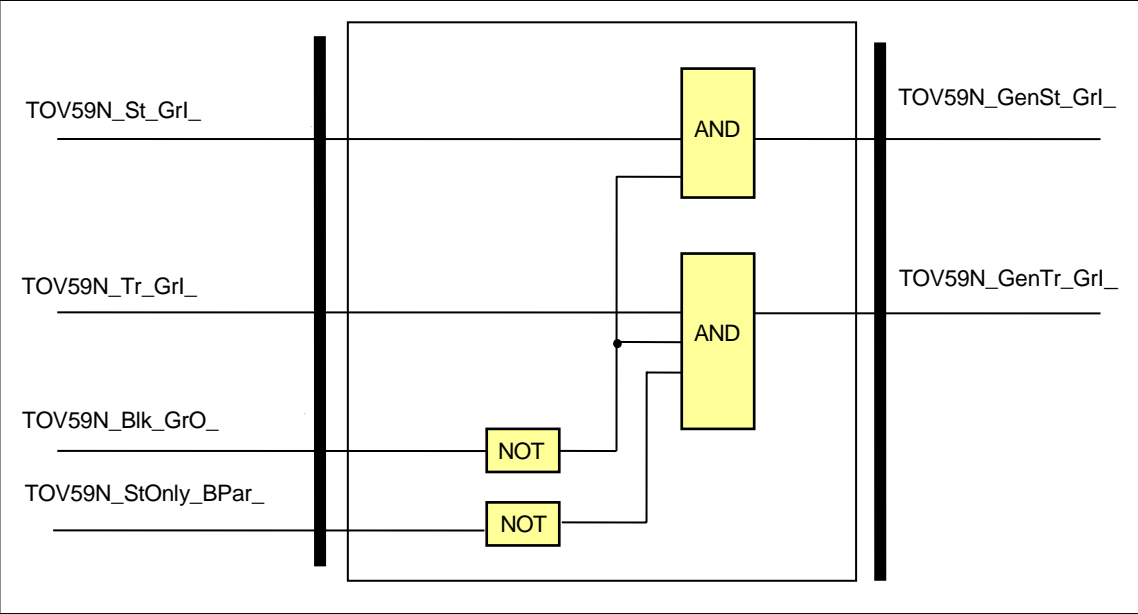 TOV59N_St_GrI_
AND
TOV59N_GenSt_GrI_
TOV59N_Tr_GrI_
AND
TOV59N_GenTr_GrI_
TOV59N_Blk_GrO_
NOT
TOV59N_StOnly_BPar_
NOT